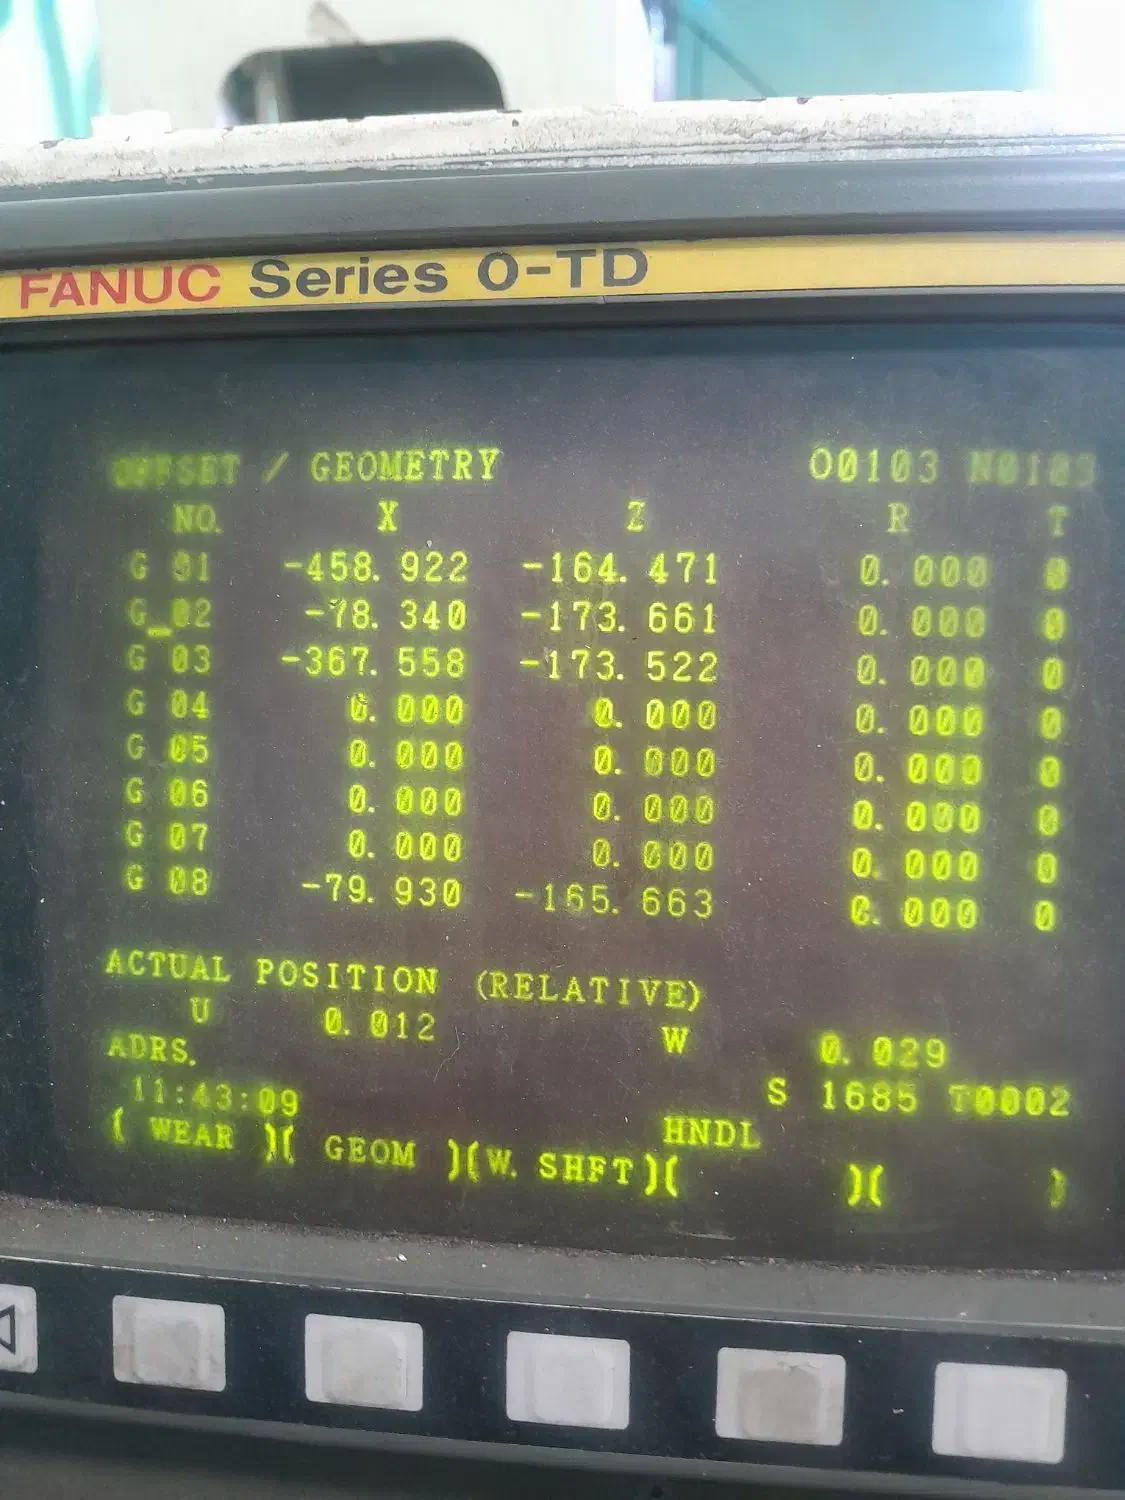 FANUC Series 0-TD
OFFSET / GEOMETRY O0103 N0103
NO. X Z R T
G 01 -458. 922 -164. 471 0. 000 0
G_02 -78. 340 -173. 661 0. 000 0
G 03 -367. 558 -173. 522 0. 000 0
G 04 0. 000 0. 000 0. 000 0
G 05 0. 000 0. 000 0. 000 0
G 06 0. 000 0. 000 0. 000 0
G 07 0. 000 0. 000 0. 000 0
G 08 -79. 930 -165. 663 0. 000 0
ACTUAL POSITION (RELATIVE)
U 0. 012 W 0. 029
ADRS. S 1685 T0002
11:43:09 HNDL
( WEAR )( GEOM )(W. SHFT)( )( )